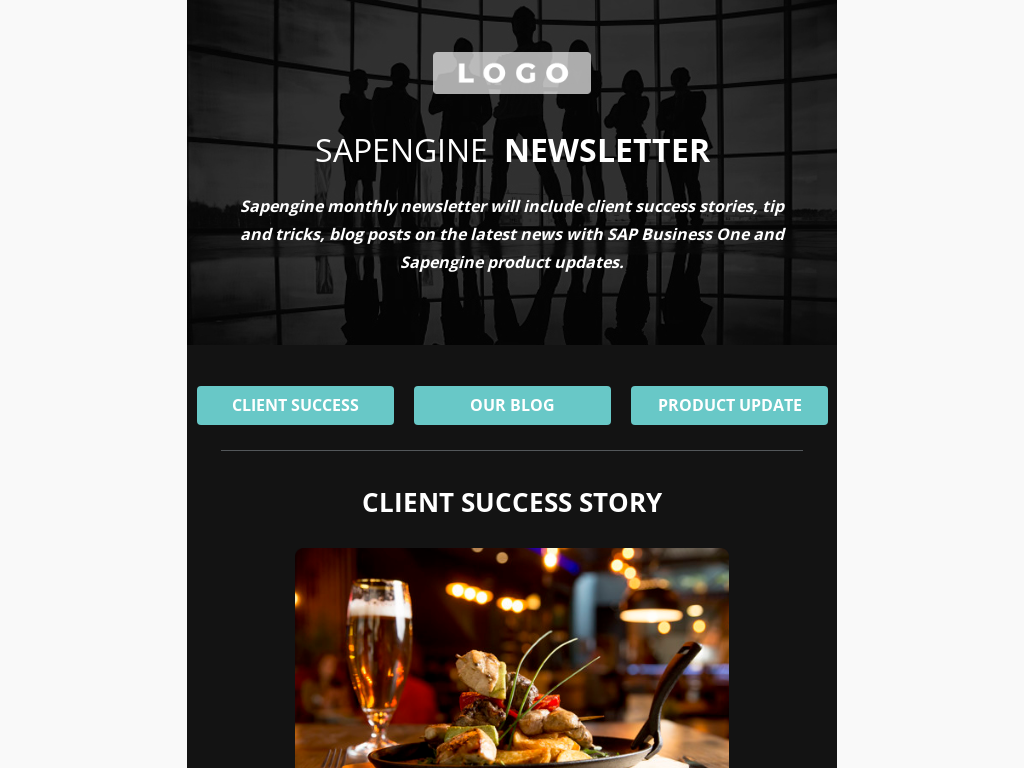 LOGO
SAPENGINE NEWSLETTER
Sapengine monthly newsletter will include client success stories, tip
and tricks, blog posts on the latest news with SAP Business One and
Sapengine product updates.
CLIENT SUCCESS
OUR BLOG
PRODUCT UPDATE
CLIENT SUCCESS STORY